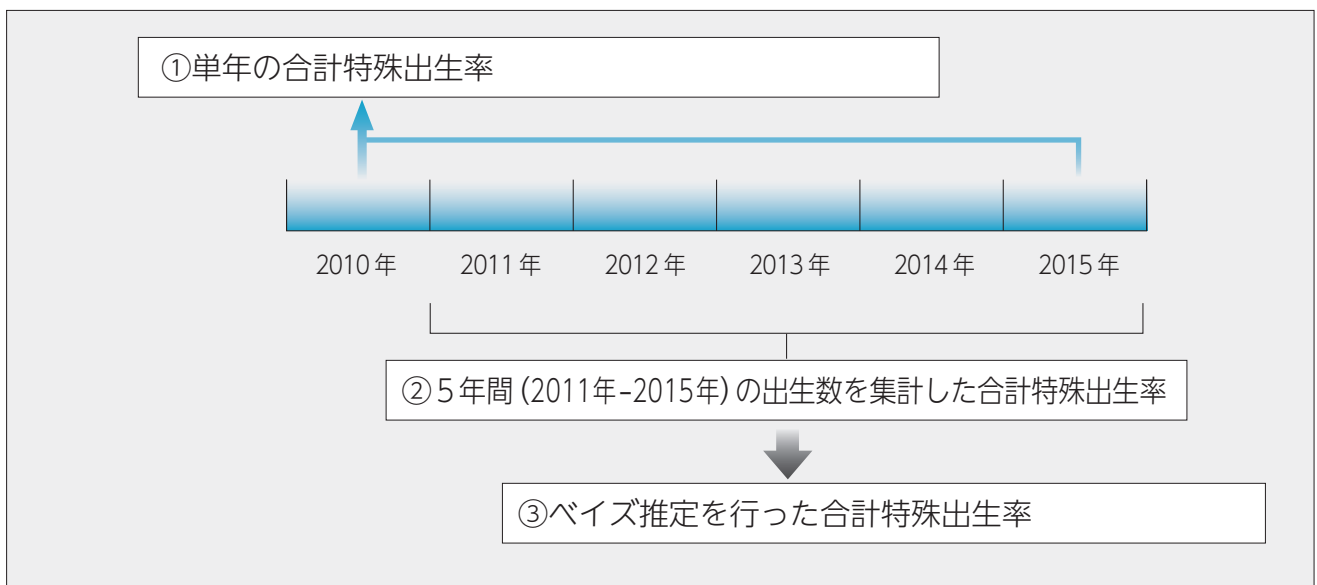 ①単年の合計特殊出生率
2010年 2011年 2012年 2013年 2014年 2015年
②5年間(2011年-2015年)の出生数を集計した合計特殊出生率
③ベイズ推定を行った合計特殊出生率